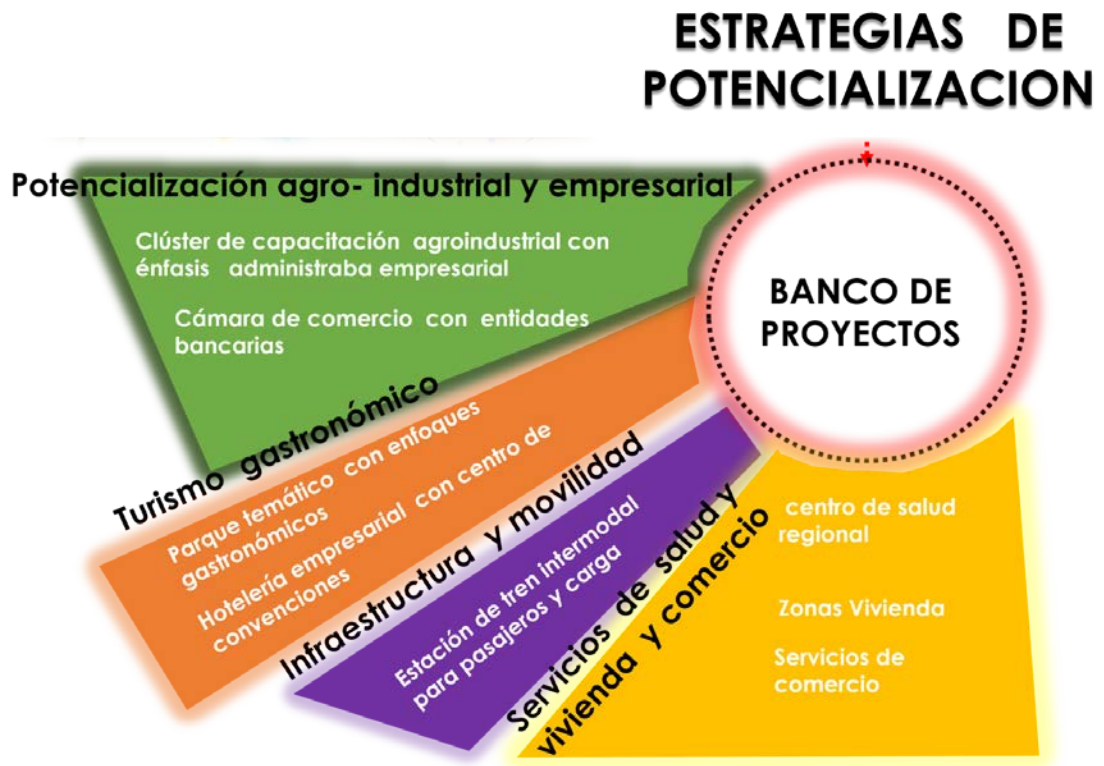 ESTRATEGIAS DE
POTENCIALIZACION
Potencialización agro- industrial y empresarial
Clúster de capacitación agroindustrial con
énfasis administraba empresarial
Cámara de comercio con entidades
bancarias
BANCO DE
PROYECTOS
Turismo gastronómico
Parque temático con enfoques
gastronómicos
Hotelería empresarial con centro de
convenciones
Infraestructura y movilidad
Estación de tren intermodal
para pasajeros y carga
Servicios de salud y
vivienda y comercio
centro de salud
regional
Zonas Vivienda
Servicios de
comercio